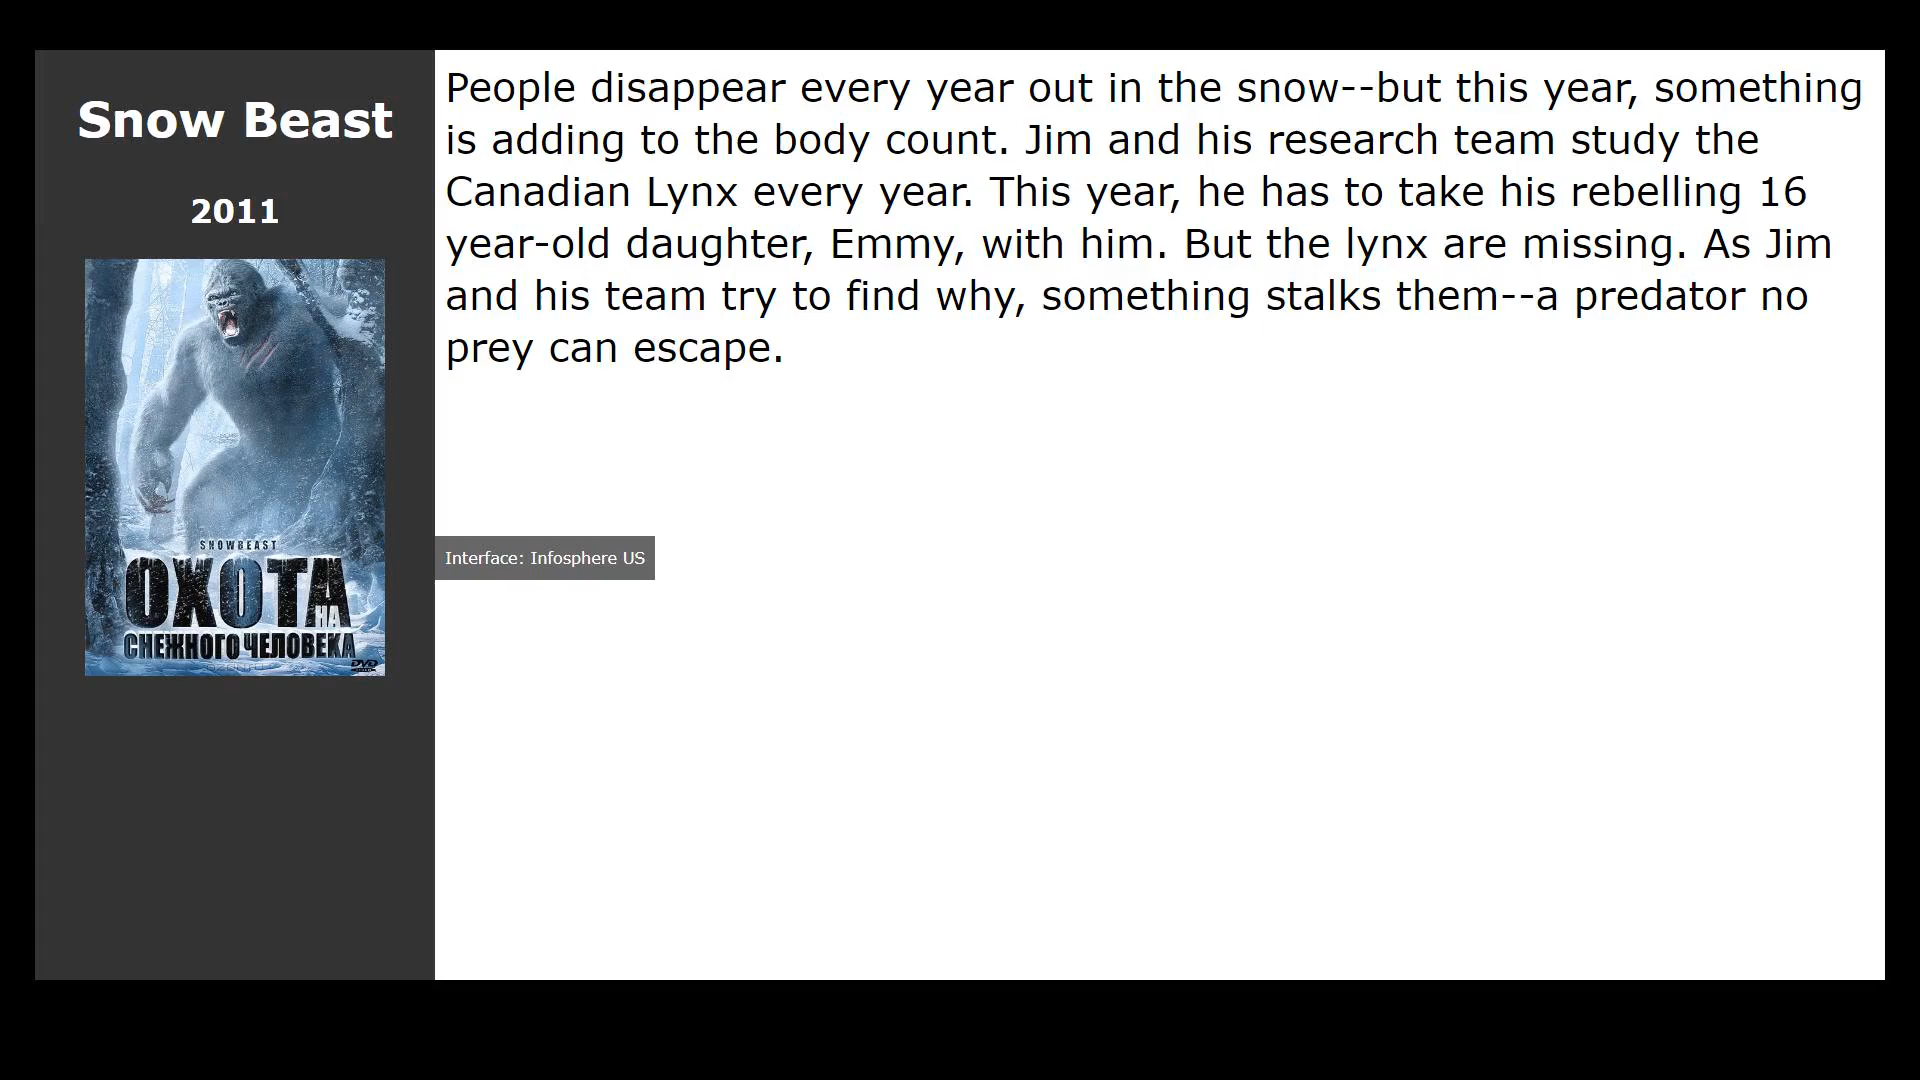 Snow Beast
2011
SNOWBEAST
ОХОТА
НА
СНЕЖНОГО ЧЕЛОВЕКА
DVD
People disappear every year out in the snow--but this year, something
is adding to the body count. Jim and his research team study the
Canadian Lynx every year. This year, he has to take his rebelling 16
year-old daughter, Emmy, with him. But the lynx are missing. As Jim
and his team try to find why, something stalks them--a predator no
prey can escape.
Interface: Infosphere US